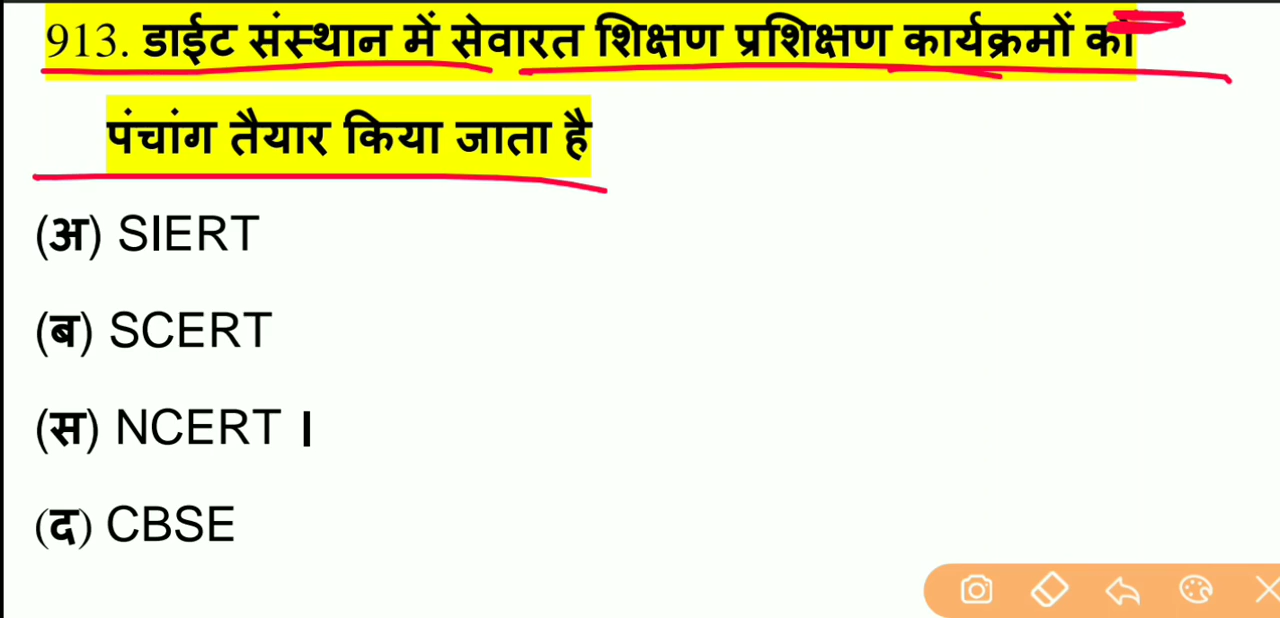 913. डाईट संस्थान में सेवारत शिक्षण प्रशिक्षण कार्यक्रमों का
पंचांग तैयार किया जाता है
(अ) SIERT
(ब) SCERT
(स) NCERT ।
(द) CBSE